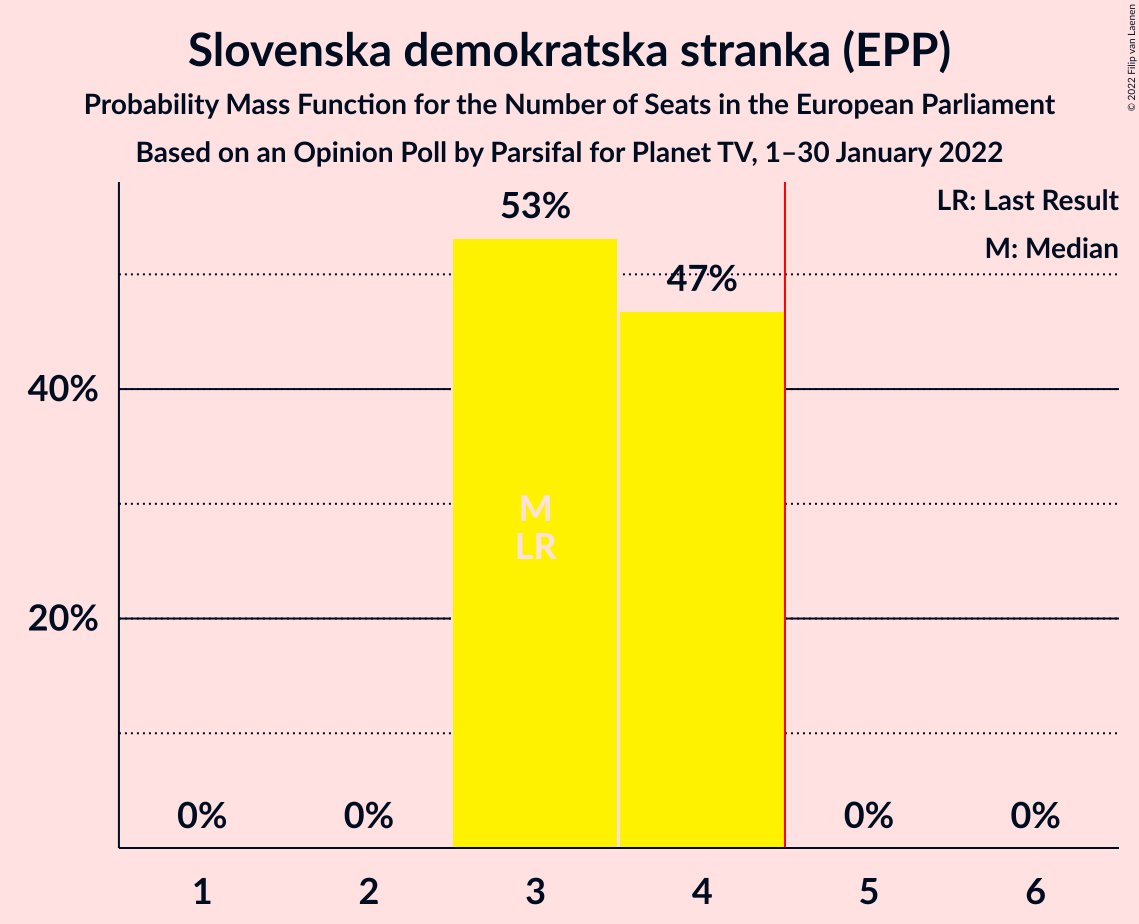 Slovenska demokratska stranka (EPP)
Probability Mass Function for the Number of Seats in the European Parliament
Based on an Opinion Poll by Parsifal for Planet TV, 1–30 January 2022
© 2022 Filip van Laenen
LR: Last Result
M: Median
53%
47%
40%
M
LR
20%
0%
0%
0%
0%
1
2
3
4
5
6